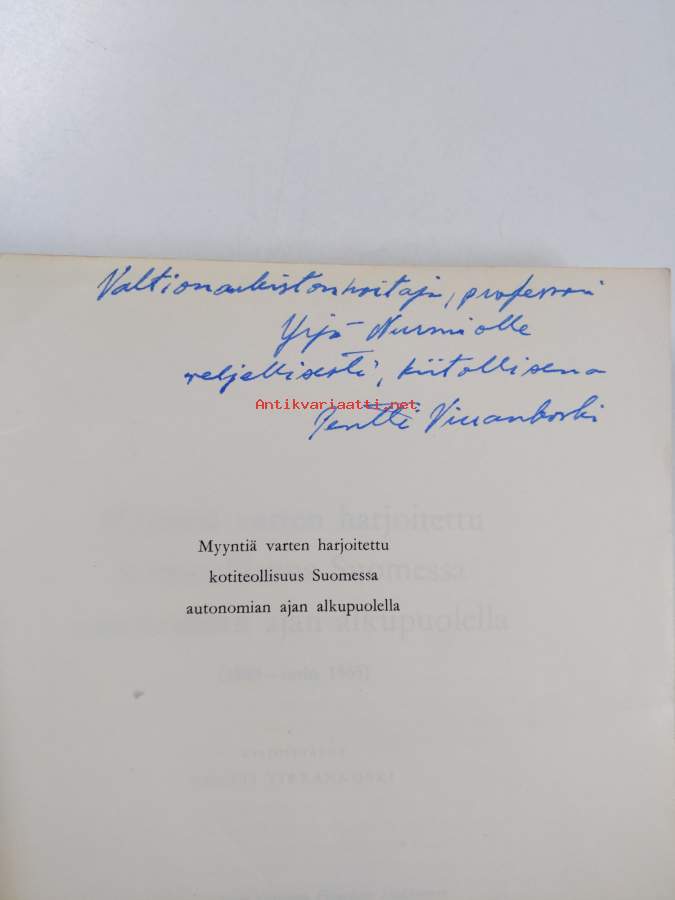 Valtionarkistonhoitaja, professori
Yrjö Nurmiolle
veljellisesti, kiitollisena
Antikvariaatti.net
Pentti Virrankoski
Myyntiä varten harjoitettu
kotiteollisuus Suomessa
autonomian ajan alkupuolella